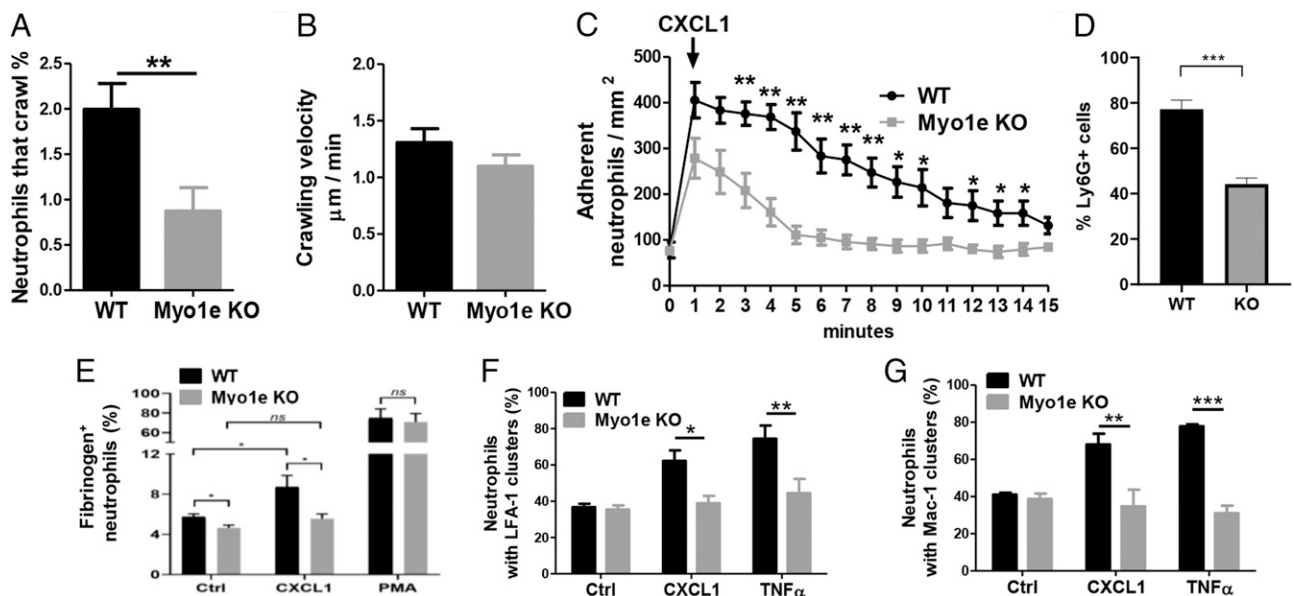 A
Neutrophils that crawl %
2.5
2.0
1.5
1.0
0.5
0.0
**
WT
Myo1e KO
B
Crawling velocity
μm / min
2.0
1.5
1.0
0.5
0.0
WT
Myo1e KO
C
CXCL1
Adherent
neutrophils / mm2
500
400
300
200
100
0
** ** ** ** ** ** * * * * *
WT
Myo1e KO
0 1 2 3 4 5 6 7 8 9 10 11 12 13 14 15
minutes
D
% Ly6G+ cells
100
80
60
40
20
0
***
WT
KO
E
WT
Myo1e KO
Fibrinogen+
neutrophils (%)
100
80
60
12
8
4
0
*
*
*
ns
ns
Ctrl
CXCL1
PMA
F
WT
Myo1e KO
Neutrophils
with LFA-1 clusters (%)
100
80
60
40
20
0
*
**
Ctrl
CXCL1
TNFα
G
WT
Myo1e KO
Neutrophils
with Mac-1 clusters (%)
100
80
60
40
20
0
**
***
Ctrl
CXCL1
TNFα